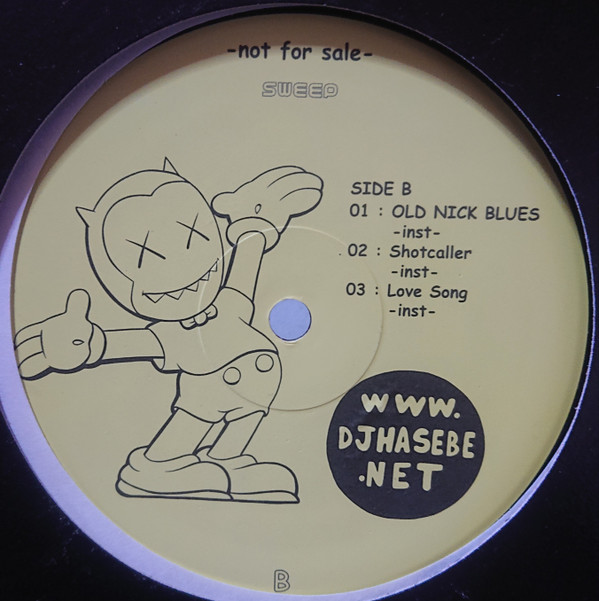 -not for sale-
SWEEP
SIDE B
01 : OLD NICK BLUES
-inst-
02 : Shotcaller
-inst-
03 : Love Song
-inst-
WWW.
DJHASEBE
.NET
B